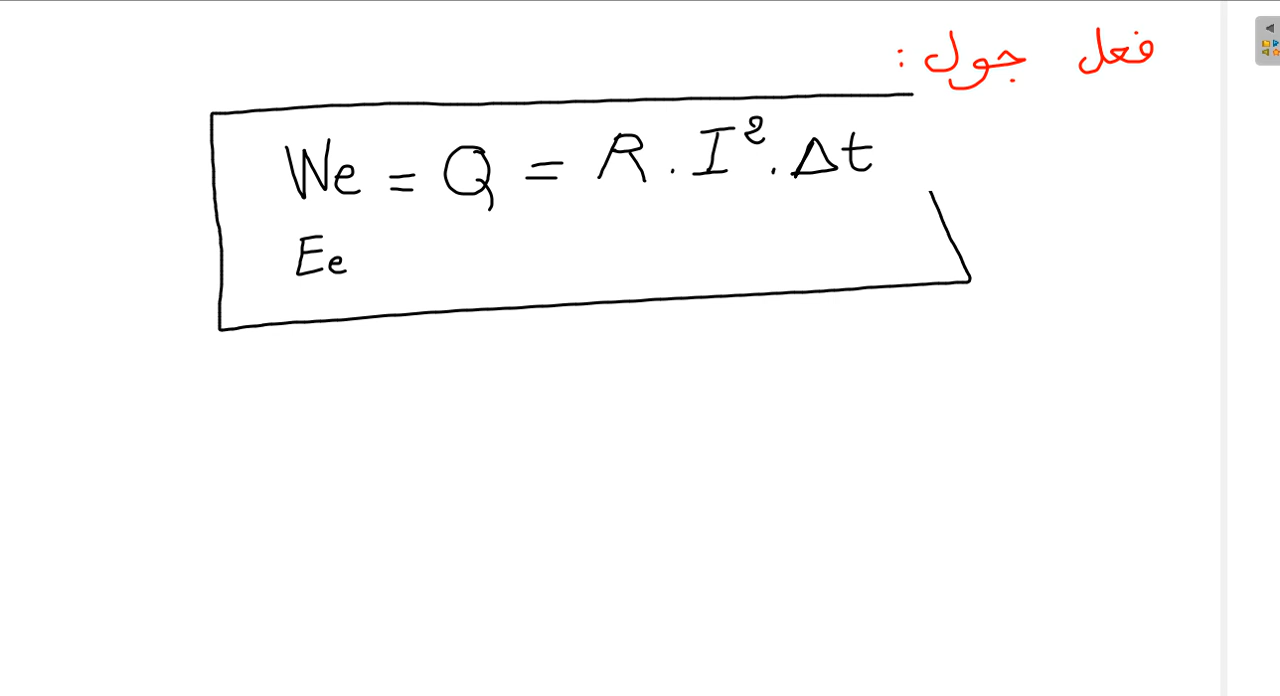 فعل جول :
We = Q = R . I² . Δt
Ee